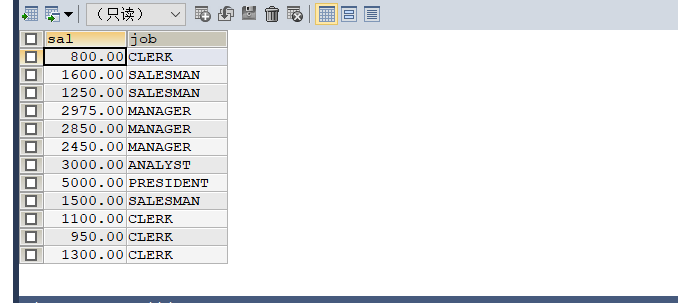 （只读）
sal job
800.00 CLERK
1600.00 SALESMAN
1250.00 SALESMAN
2975.00 MANAGER
2850.00 MANAGER
2450.00 MANAGER
3000.00 ANALYST
5000.00 PRESIDENT
1500.00 SALESMAN
1100.00 CLERK
950.00 CLERK
1300.00 CLERK